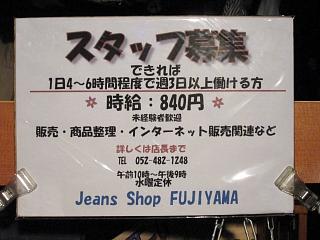 スタッフ募集
できれば
1日4～6時間程度で週3日以上働ける方
＊時給：840円＊
未経験者歓迎
販売・商品整理・インターネット販売関連など
詳しくは店長まで
TEL 052-482-1248
午前10時～午後9時
水曜定休
Jeans Shop FUJIYAMA